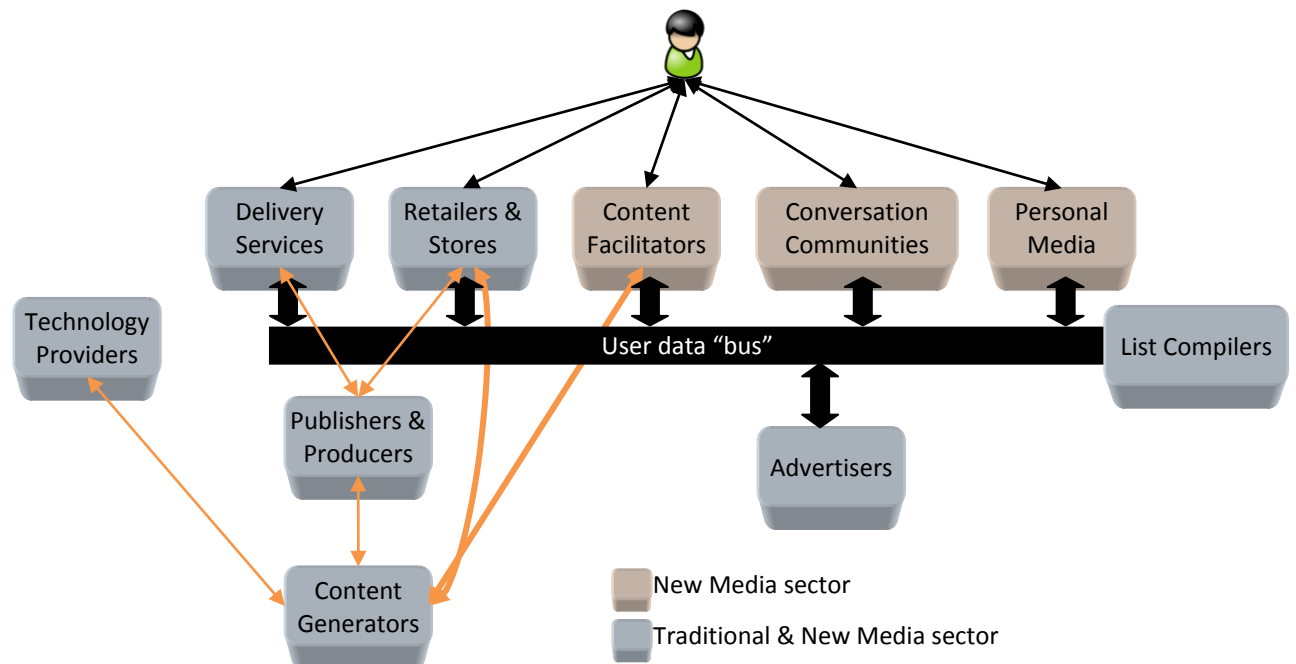 Delivery
Services
Retailers &
Stores
Content
Facilitators
Conversation
Communities
Personal
Media
Technology
Providers
User data “bus”
List Compilers
Publishers &
Producers
Advertisers
Content
Generators
New Media sector
Traditional & New Media sector